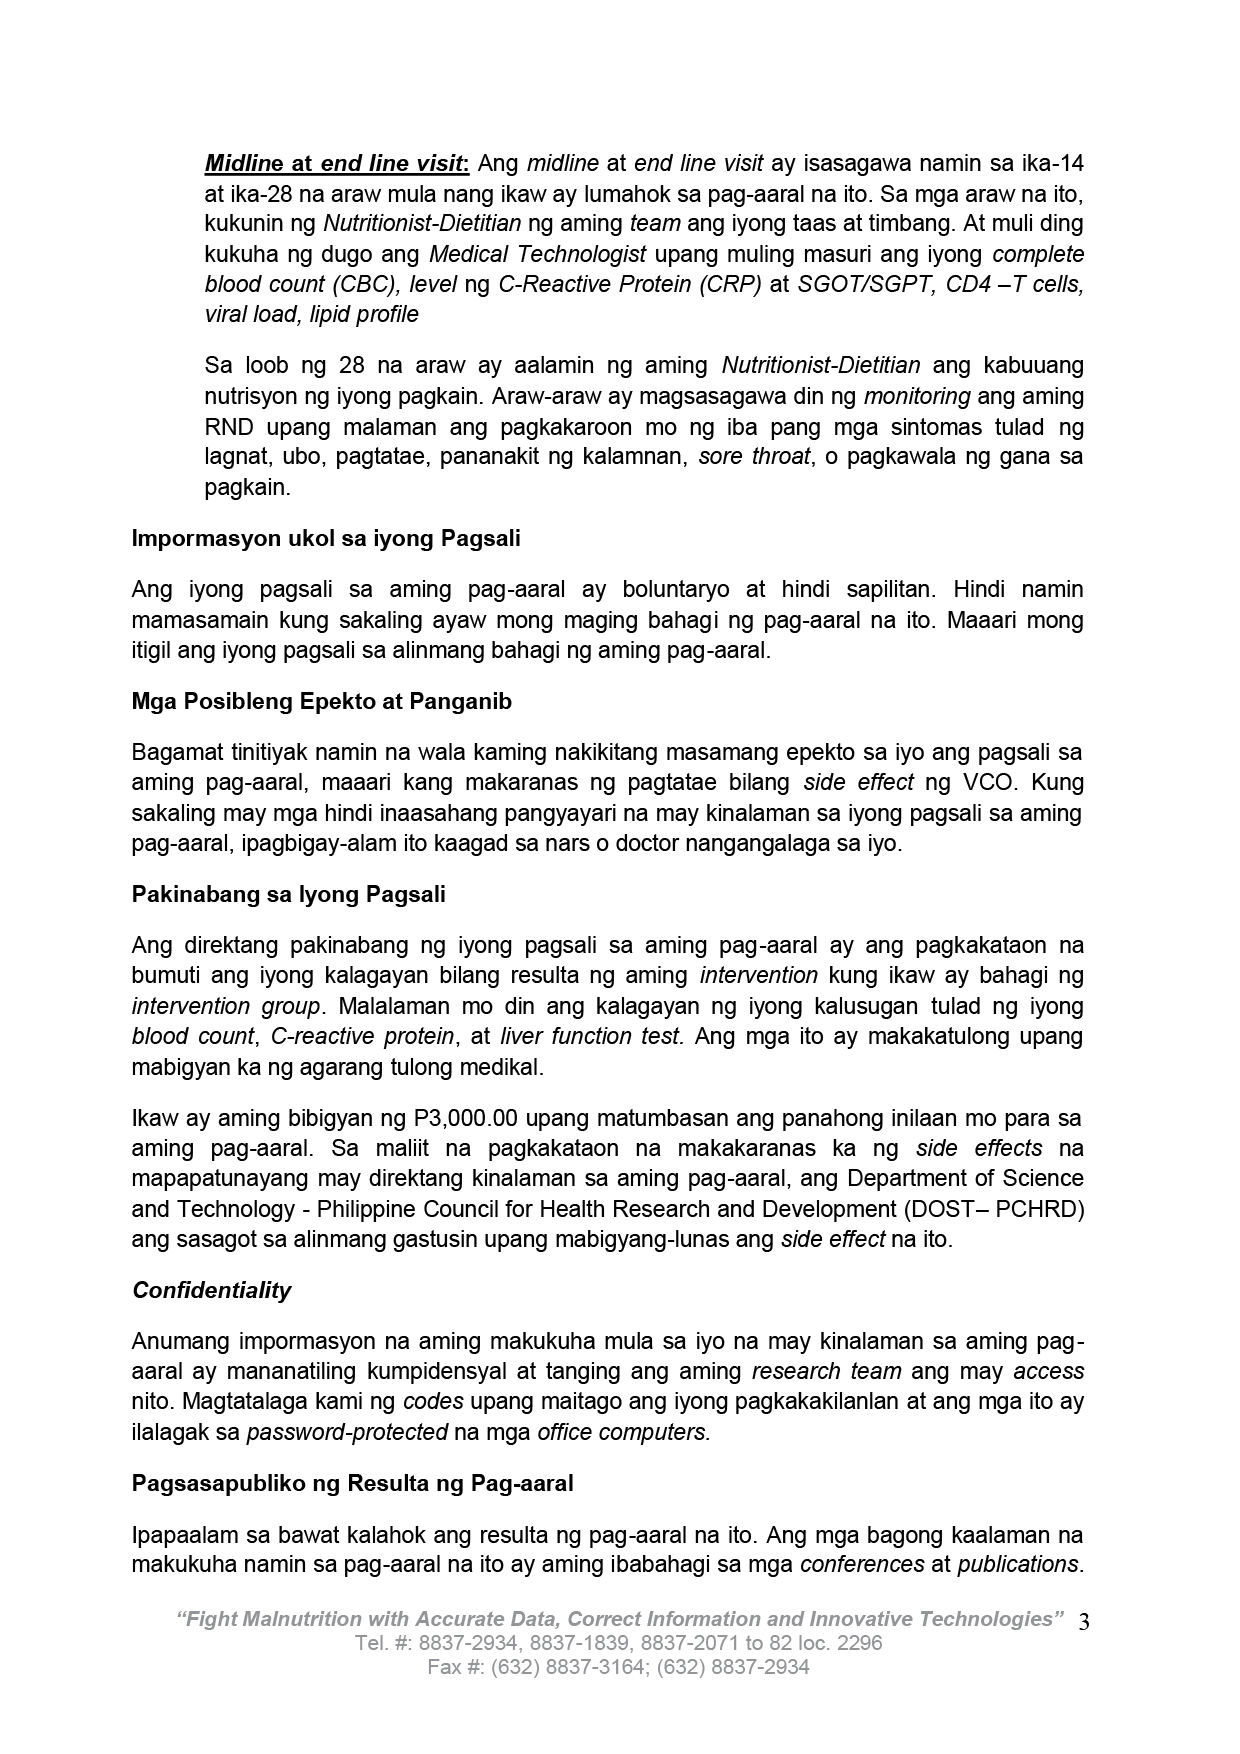 Midline at end line visit: Ang midline at end line visit ay isasagawa namin sa ika-14
at ika-28 na araw mula nang ikaw ay lumahok sa pag-aaral na ito. Sa mga araw na ito,
kukunin ng Nutritionist-Dietitian ng aming team ang iyong taas at timbang. At muli ding
kukuha ng dugo ang Medical Technologist upang muling masuri ang iyong complete
blood count (CBC), level ng C-Reactive Protein (CRP) at SGOT/SGPT, CD4 –T cells,
viral load, lipid profile
Sa loob ng 28 na araw ay aalamin ng aming Nutritionist-Dietitian ang kabuuang
nutrisyon ng iyong pagkain. Araw-araw ay magsasagawa din ng monitoring ang aming
RND upang malaman ang pagkakaroon mo ng iba pang mga sintomas tulad ng
lagnat, ubo, pagtatae, pananakit ng kalamnan, sore throat, o pagkawala ng gana sa
pagkain.
Impormasyon ukol sa iyong Pagsali
Ang iyong pagsali sa aming pag-aaral ay boluntaryo at hindi sapilitan. Hindi namin
mamasamain kung sakaling ayaw mong maging bahagi ng pag-aaral na ito. Maaari mong
itigil ang iyong pagsali sa alinmang bahagi ng aming pag-aaral.
Mga Posibleng Epekto at Panganib
Bagamat tinitiyak namin na wala kaming nakikitang masamang epekto sa iyo ang pagsali sa
aming pag-aaral, maaari kang makaranas ng pagtatae bilang side effect ng VCO. Kung
sakaling may mga hindi inaasahang pangyayari na may kinalaman sa iyong pagsali sa aming
pag-aaral, ipagbigay-alam ito kaagad sa nars o doctor nangangalaga sa iyo.
Pakinabang sa Iyong Pagsali
Ang direktang pakinabang ng iyong pagsali sa aming pag-aaral ay ang pagkakataon na
bumuti ang iyong kalagayan bilang resulta ng aming intervention kung ikaw ay bahagi ng
intervention group. Malalaman mo din ang kalagayan ng iyong kalusugan tulad ng iyong
blood count, C-reactive protein, at liver function test. Ang mga ito ay makakatulong upang
mabigyan ka ng agarang tulong medikal.
Ikaw ay aming bibigyan ng P3,000.00 upang matumbasan ang panahong inilaan mo para sa
aming pag-aaral. Sa maliit na pagkakataon na makakaranas ka ng side effects na
mapapatunayang may direktang kinalaman sa aming pag-aaral, ang Department of Science
and Technology - Philippine Council for Health Research and Development (DOST– PCHRD)
ang sasagot sa alinmang gastusin upang mabigyang-lunas ang side effect na ito.
Confidentiality
Anumang impormasyon na aming makukuha mula sa iyo na may kinalaman sa aming pag-
aaral ay mananatiling kumpidensyal at tanging ang aming research team ang may access
nito. Magtatalaga kami ng codes upang maitago ang iyong pagkakakilanlan at ang mga ito ay
ilalagak sa password-protected na mga office computers.
Pagsasapubliko ng Resulta ng Pag-aaral
Ipapaalam sa bawat kalahok ang resulta ng pag-aaral na ito. Ang mga bagong kaalaman na
makukuha namin sa pag-aaral na ito ay aming ibabahagi sa mga conferences at publications.
“Fight Malnutrition with Accurate Data, Correct Information and Innovative Technologies” 3
Tel. #: 8837-2934, 8837-1839, 8837-2071 to 82 loc. 2296
Fax #: (632) 8837-3164; (632) 8837-2934